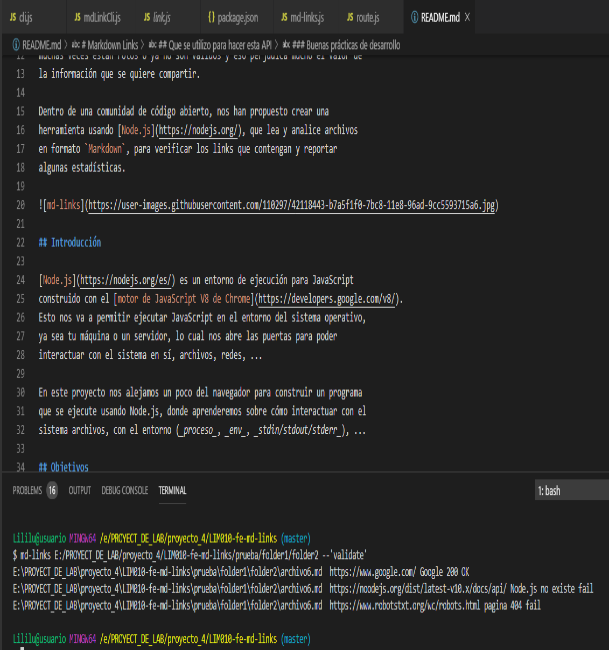 JS cli.js JS mdLinkCli.js JS link.js {} package.json JS md-links.js JS route.js README.md X
README.md > # Markdown Links > ## Que se utilizo para hacer esta API > ### Buenas prácticas de desarrollo
12 muchas veces están rotos o ya no son válidos y eso perjudica mucho el valor de
13 la información que se quiere compartir.
14
15 Dentro de una comunidad de código abierto, nos han propuesto crear una
16 herramienta usando [Node.js](https://nodejs.org/), que lea y analice archivos
17 en formato `Markdown`, para verificar los links que contengan y reportar
18 algunas estadísticas.
19
20 ![md-links](https://user-images.githubusercontent.com/110297/42118443-b7a5f1f0-7bc8-11e8-96ad-9cc5593715a6.jpg)
21
22 ## Introducción
23
24 [Node.js](https://nodejs.org/es/) es un entorno de ejecución para JavaScript
25 construido con el [motor de JavaScript V8 de Chrome](https://developers.google.com/v8/).
26 Esto nos va a permitir ejecutar JavaScript en el entorno del sistema operativo,
27 ya sea tu máquina o un servidor, lo cual nos abre las puertas para poder
28 interactuar con el sistema en sí, archivos, redes, ...
29
30 En este proyecto nos alejamos un poco del navegador para construir un programa
31 que se ejecute usando Node.js, donde aprenderemos sobre cómo interactuar con el
32 sistema archivos, con el entorno (_proceso_, _env_, _stdin/stdout/stderr_), ...
33
34 ## Objetivos
PROBLEMS 16 OUTPUT DEBUG CONSOLE TERMINAL 1: bash
Lililu@usuario MINGW64 /e/PROYECT_DE_LAB/proyecto_4/LIM010-fe-md-links (master)
$ md-links E:/PROYECT_DE_LAB/proyecto_4/LIM010-fe-md-links/prueba/folder1/folder2 --'validate'
E:\PROYECT_DE_LAB\proyecto_4\LIM010-fe-md-links\prueba\folder1\folder2\archivo6.md https://www.google.com/ Google 200 OK
E:\PROYECT_DE_LAB\proyecto_4\LIM010-fe-md-links\prueba\folder1\folder2\archivo6.md https://noodejs.org/dist/latest-v10.x/docs/api/ Node.js no existe fail
E:\PROYECT_DE_LAB\proyecto_4\LIM010-fe-md-links\prueba\folder1\folder2\archivo6.md https://www.robotstxt.org/wc/robots.html pagina 404 fail
Lililu@usuario MINGW64 /e/PROYECT_DE_LAB/proyecto_4/LIM010-fe-md-links (master)